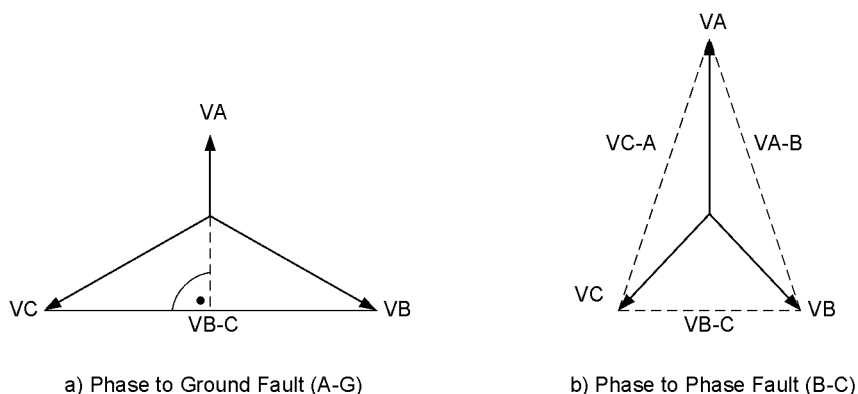 VA
VC
VB-C
VB
a) Phase to Ground Fault (A-G)
VA
VC-A
VA-B
VC
VB-C
VB
b) Phase to Phase Fault (B-C)